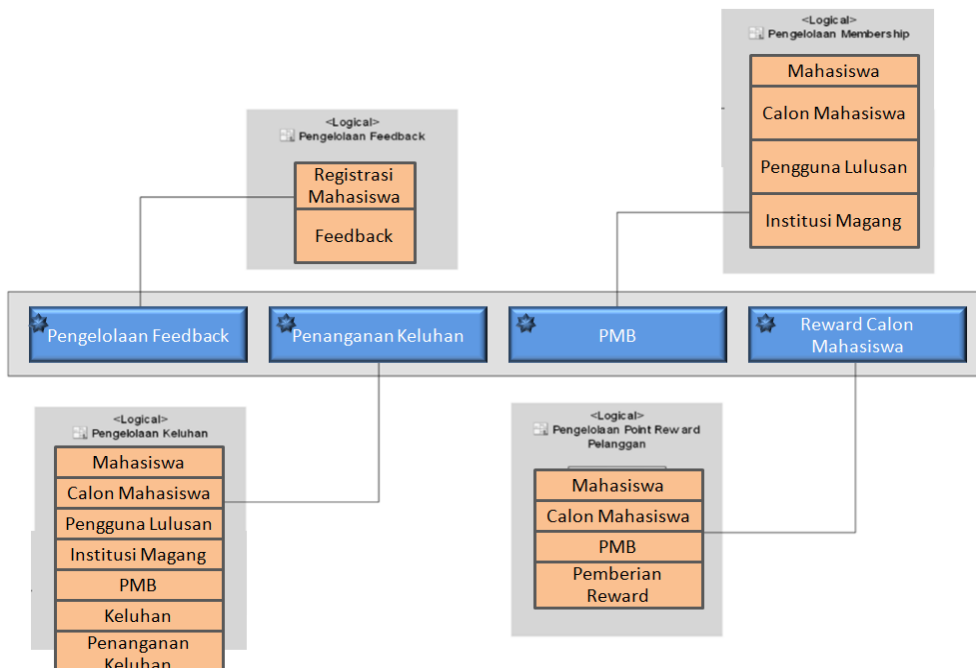 <Logical>
Pengelolaan Membership
Mahasiswa
Calon Mahasiswa
Pengguna Lulusan
Institusi Magang
<Logical>
Pengelolaan Feedback
Registrasi
Mahasiswa
Feedback
Pengelolaan Feedback
Penanganan Keluhan
PMB
Reward Calon
Mahasiswa
<Logical>
Pengelolaan Keluhan
Mahasiswa
Calon Mahasiswa
Pengguna Lulusan
Institusi Magang
PMB
Keluhan
Penanganan
Keluhan
<Logical>
Pengelolaan Point Reward
Pelanggan
Mahasiswa
Calon Mahasiswa
PMB
Pemberian
Reward